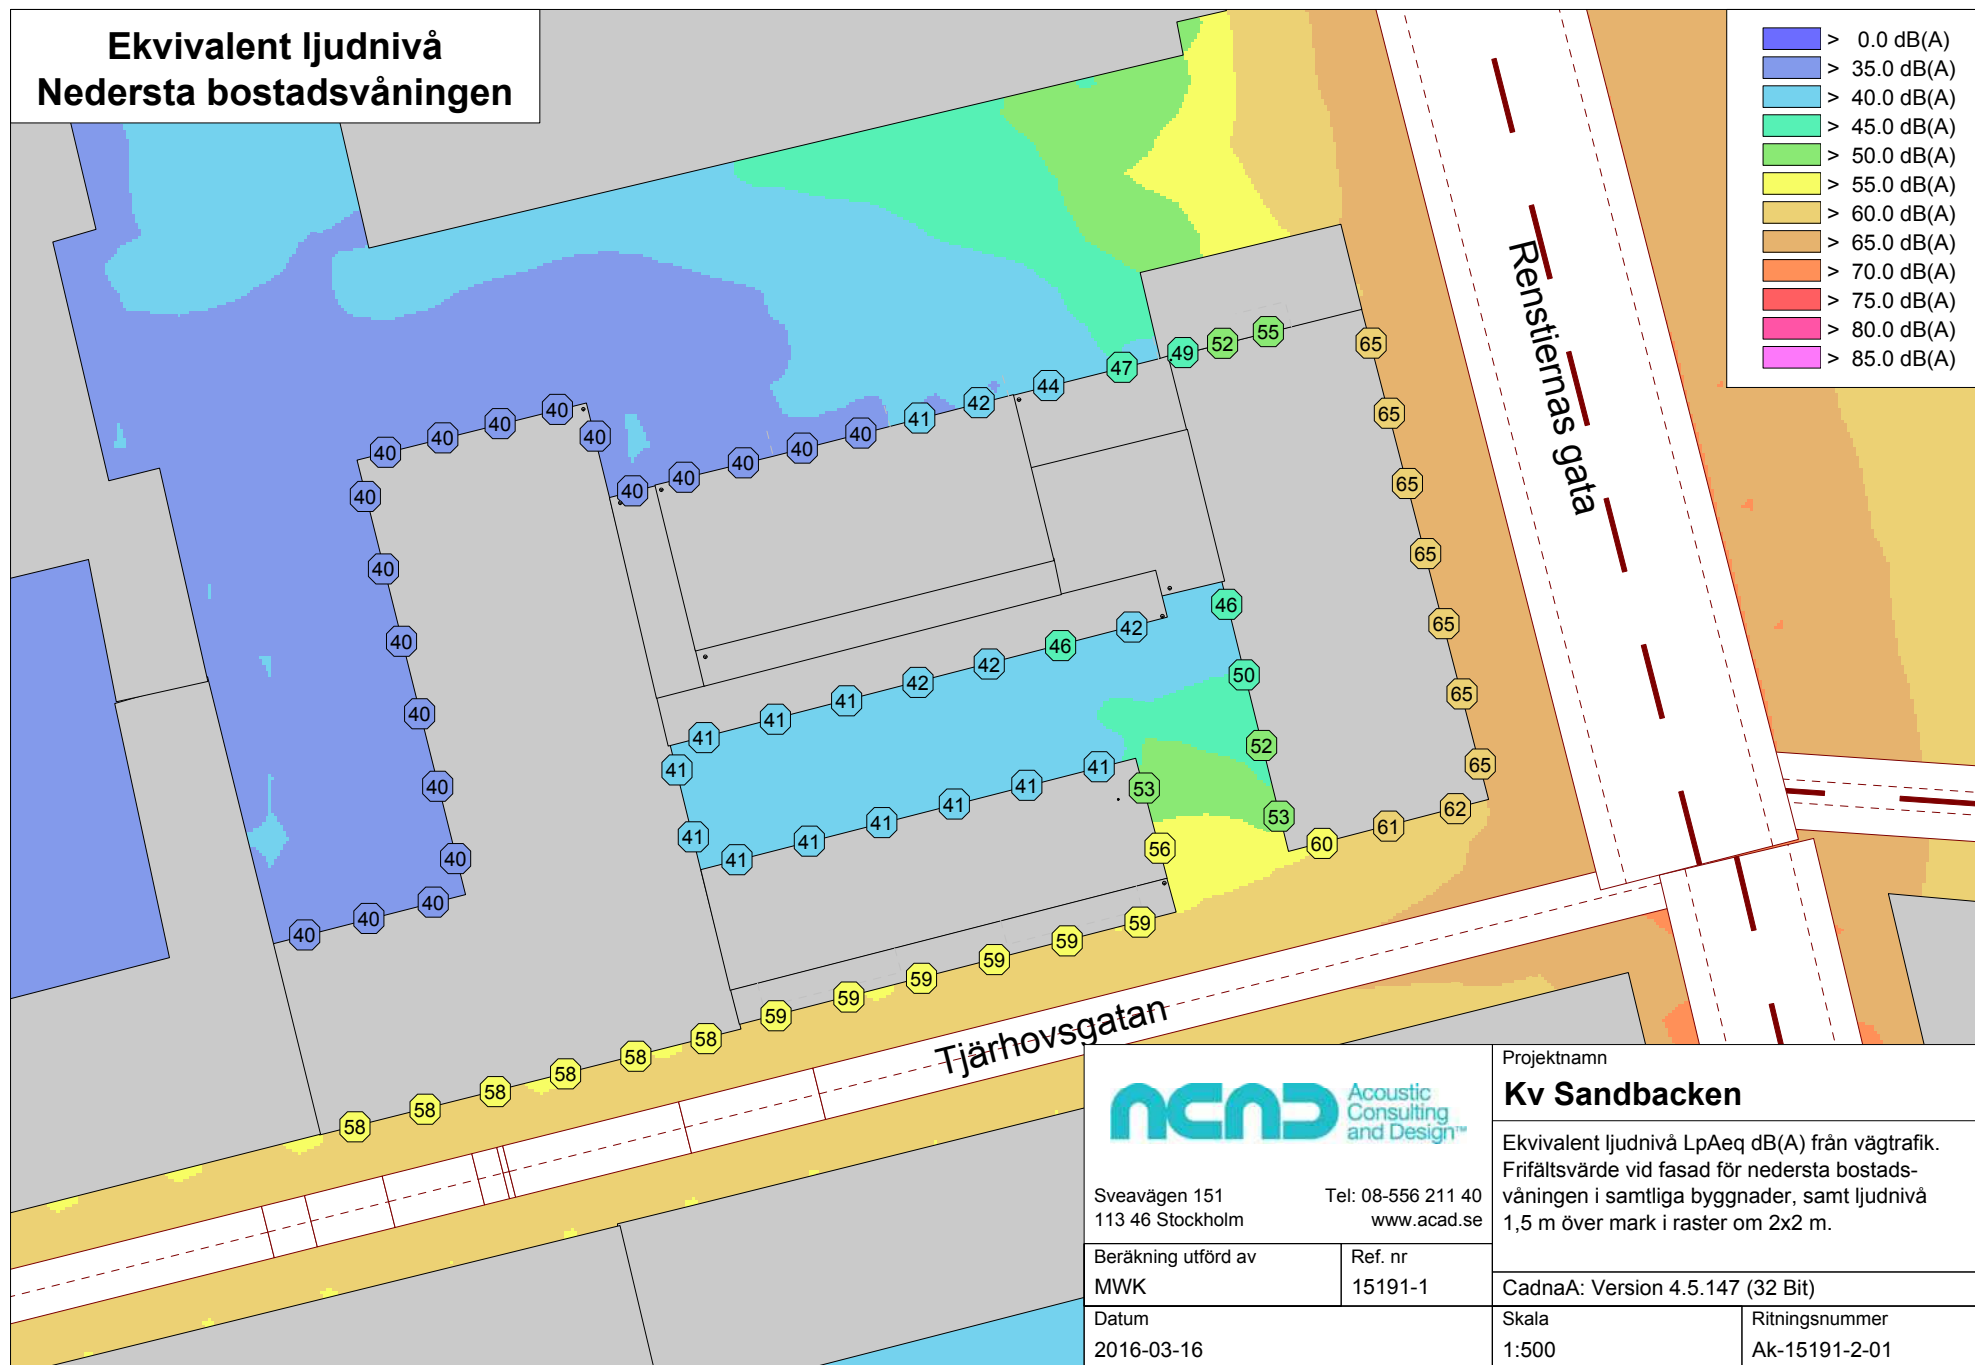 Ekvivalent ljudnivå
Nedersta bostadsvåningen
> 0.0 dB(A)
> 35.0 dB(A)
> 40.0 dB(A)
> 45.0 dB(A)
> 50.0 dB(A)
> 55.0 dB(A)
> 60.0 dB(A)
> 65.0 dB(A)
> 70.0 dB(A)
> 75.0 dB(A)
> 80.0 dB(A)
> 85.0 dB(A)
Renstiernas gata
40 40 40 40 40
40 40 40 40 40 41 42 44 47 49 52 55
65 65 65 65 65 65 65
40 40 40 40 40 40
40 40 40
41 41 41 42 42 46 42
46 50 52 53
41 41
41 41 41 41 41 41
53 56
60 61 62
58 58 58 58 58 58 59 59 59 59 59 59
Tjärhovsgatan
ACAD
Acoustic
Consulting
and Design™
Sveavägen 151
113 46 Stockholm
Tel: 08-556 211 40
www.acad.se
Beräkning utförd av
MWK
Ref. nr
15191-1
Datum
2016-03-16
Projektnamn
Kv Sandbacken
Ekvivalent ljudnivå LpAeq dB(A) från vägtrafik.
Frifältsvärde vid fasad för nedersta bostads-
våningen i samtliga byggnader, samt ljudnivå
1,5 m över mark i raster om 2x2 m.
CadnaA: Version 4.5.147 (32 Bit)
Skala
1:500
Ritningsnummer
Ak-15191-2-01